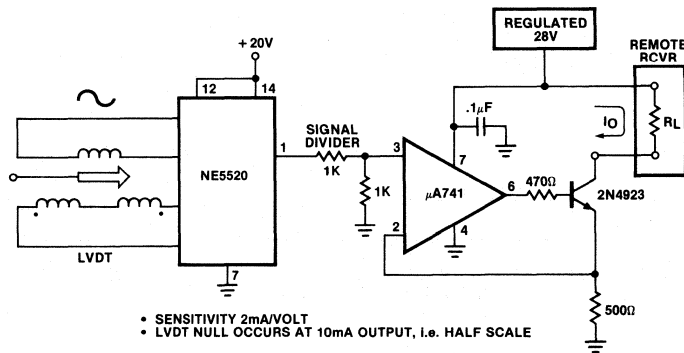 REGULATED
28V
REMOTE
RCVR
+ 20V
12
14
.1µF
IO
RL
SIGNAL
DIVIDER
1
1K
3
7
NE5520
1K
µA741
6
470Ω
2N4923
2
4
LVDT
7
500Ω
• SENSITIVITY 2mA/VOLT
• LVDT NULL OCCURS AT 10mA OUTPUT, i.e. HALF SCALE